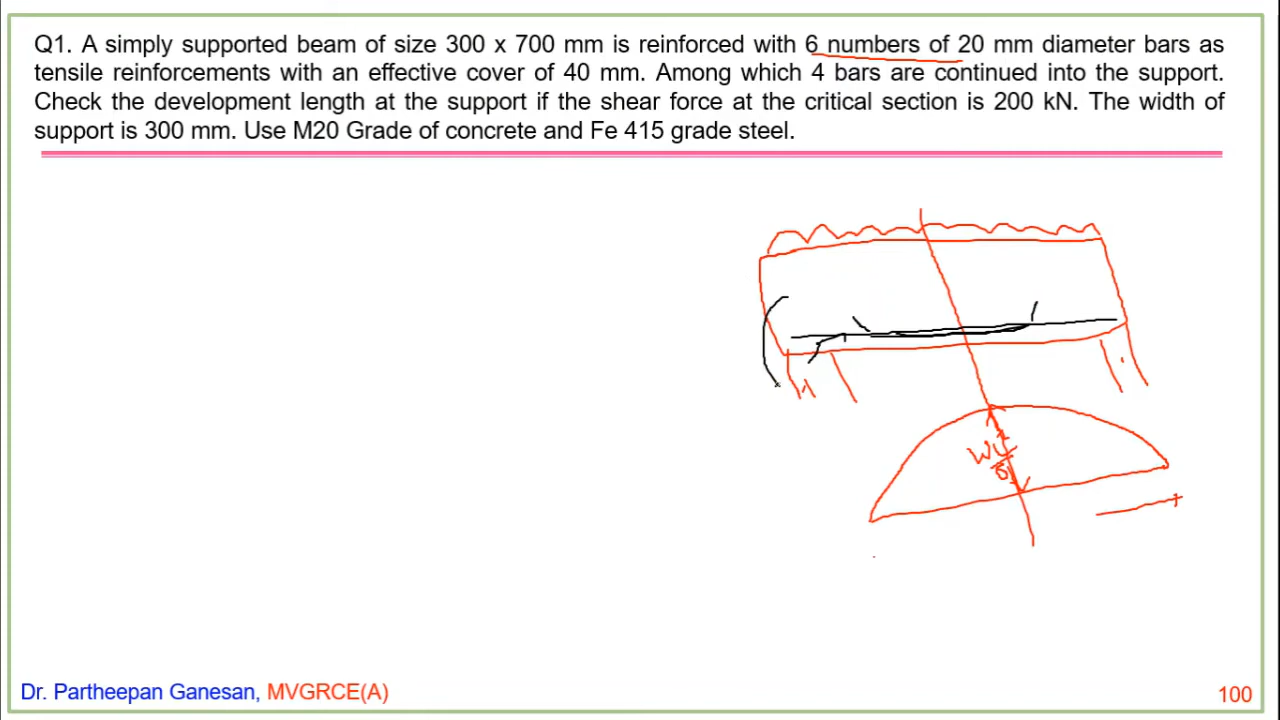 Q1. A simply supported beam of size 300 x 700 mm is reinforced with 6 numbers of 20 mm diameter bars as
tensile reinforcements with an effective cover of 40 mm. Among which 4 bars are continued into the support.
Check the development length at the support if the shear force at the critical section is 200 kN. The width of
support is 300 mm. Use M20 Grade of concrete and Fe 415 grade steel.
Dr. Partheepan Ganesan, MVGRCE(A)
100